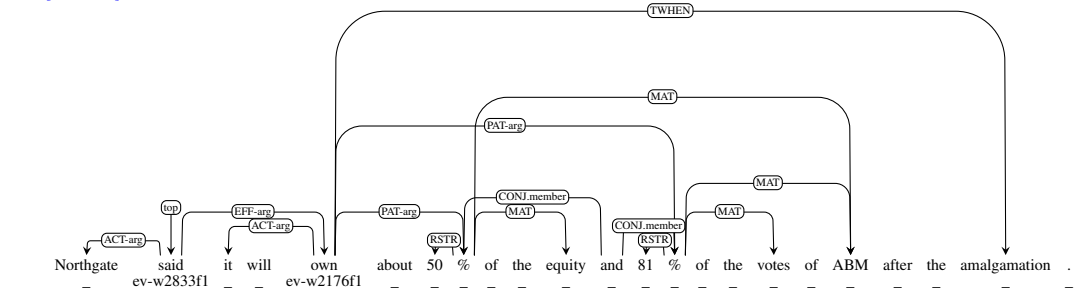 TWHEN
MAT
PAT-arg
MAT
CONJ.member
top EFF-arg PAT-arg MAT MAT
ACT-arg CONJ.member
ACT-arg RSTR RSTR
Northgate said it will own about 50 % of the equity and 81 % of the votes of ABM after the amalgamation .
_ ev-w2833f1 _ _ ev-w2176f1 _ _ _ _ _ _ _ _ _ _ _ _ _ _ _ _ _ _